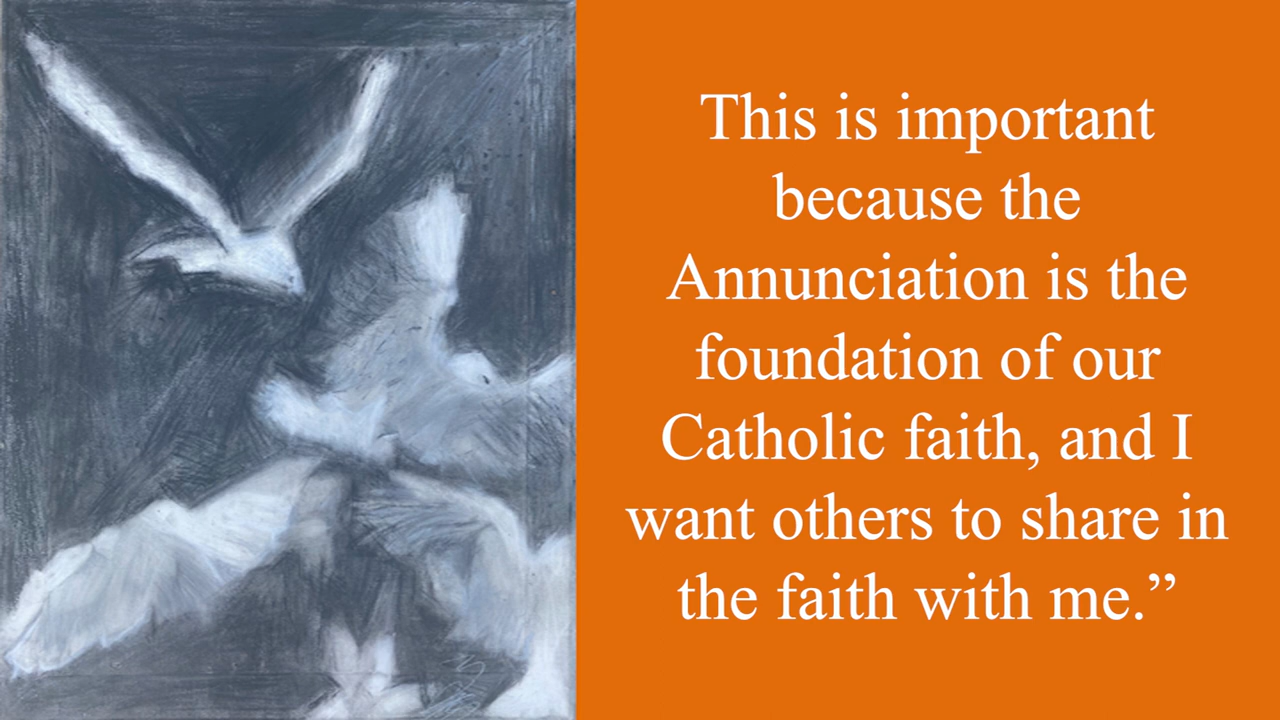 This is important
because the
Annunciation is the
foundation of our
Catholic faith, and I
want others to share in
the faith with me.”